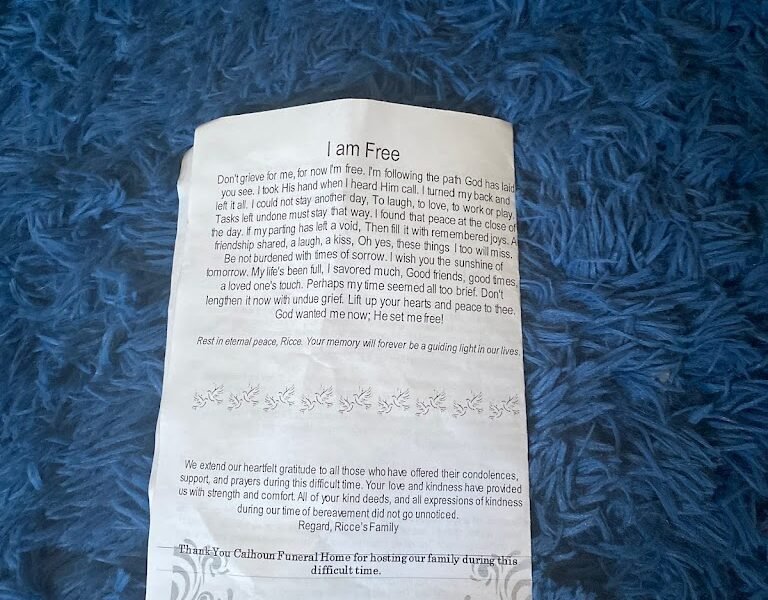 I am Free
Don't grieve for me, for now I'm free. I'm following the path God has laid
you see. I took His hand when I heard Him call. I turned my back and
left it all. I could not stay another day, To laugh, to love, to work or play.
Tasks left undone must stay that way. I found that peace at the close of
the day. If my parting has left a void, Then fill it with remembered joys. A
friendship shared, a laugh, a kiss, Oh yes, these things I too will miss.
Be not burdened with times of sorrow. I wish you the sunshine of
tomorrow. My life's been full, I savored much, Good friends, good times,
a loved one's touch. Perhaps my time seemed all too brief. Don't
lengthen it now with undue grief. Lift up your hearts and peace to thee.
God wanted me now; He set me free!
Rest in eternal peace, Ricce. Your memory will forever be a guiding light in our lives.
We extend our heartfelt gratitude to all those who have offered their condolences,
support, and prayers during this difficult time. Your love and kindness have provided
us with strength and comfort. All of your kind deeds, and all expressions of kindness
during our time of bereavement did not go unnoticed.
Regard, Ricce's Family
Thank You Calhoun Funeral Home for hosting our family during this
difficult time.